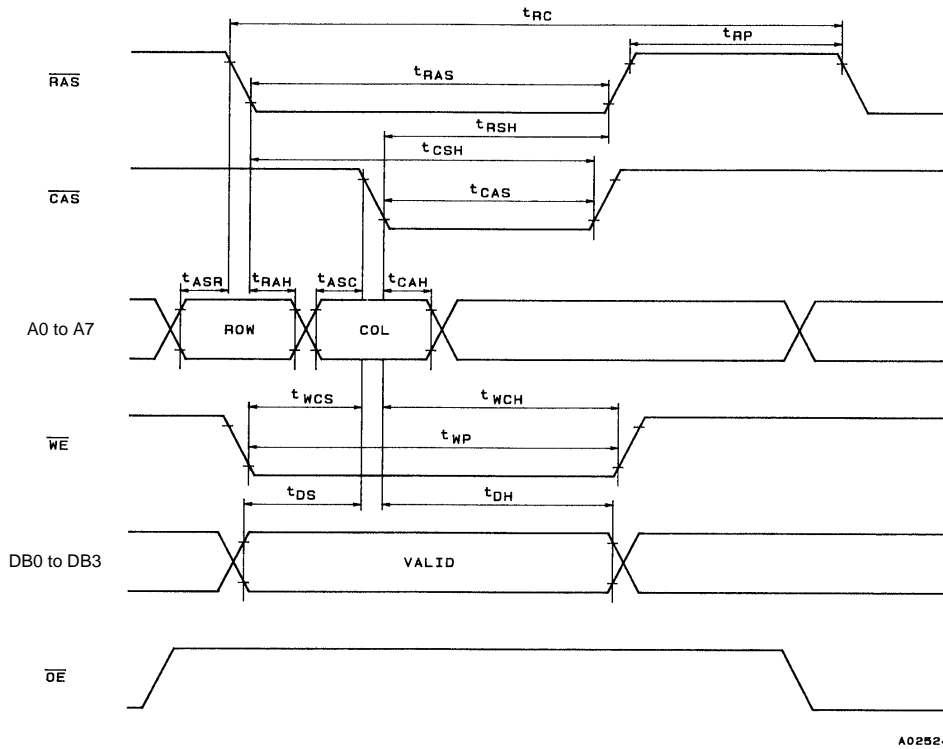 tRC
tRP
RAS
tRAS
tRSH
tCSH
CAS
tCAS
tASR
tRAH
tASC
tCAH
A0 to A7
ROW
COL
tWCS
tWCH
WE
tWP
tDS
tDH
DB0 to DB3
VALID
OE